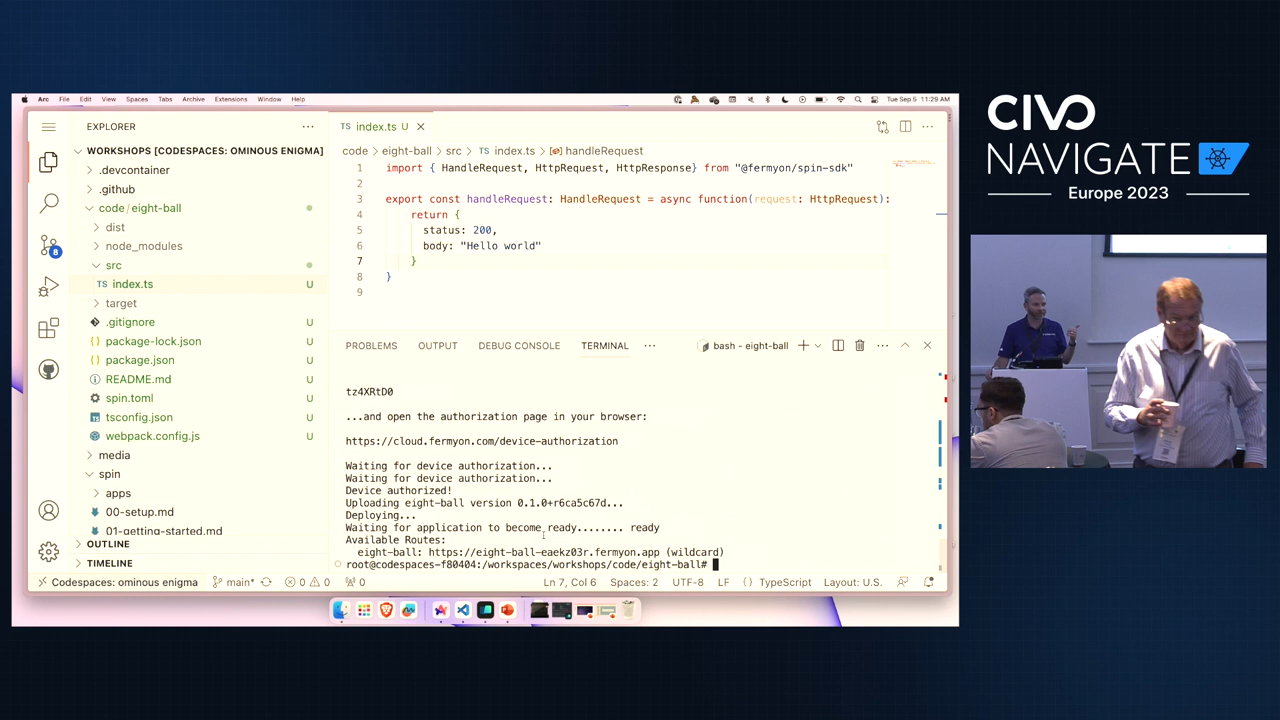 Arc File Edit View Spaces Tabs Archive Extensions Window Help
Tue Sep 5 11:29 AM
EXPLORER
WORKSHOPS [CODESPACES: OMINOUS ENIGMA]
.devcontainer
.github
code/eight-ball
dist
node_modules
src
TS index.ts U
target
.gitignore U
package-lock.json U
package.json U
README.md U
spin.toml U
tsconfig.json U
webpack.config.js U
media
spin
apps
00-setup.md
01-getting-started.md
OUTLINE
TIMELINE
8
TS index.ts U
code > eight-ball > src > TS index.ts > handleRequest
1 import { HandleRequest, HttpRequest, HttpResponse} from "@fermyon/spin-sdk"
2
3 export const handleRequest: HandleRequest = async function(request: HttpRequest):
4 return {
5 status: 200,
6 body: "Hello world"
7 }
8 }
9
PROBLEMS OUTPUT DEBUG CONSOLE TERMINAL
bash - eight-ball
tz4XRtD0
...and open the authorization page in your browser:
https://cloud.fermyon.com/device-authorization
Waiting for device authorization...
Waiting for device authorization...
Device authorized!
Uploading eight-ball version 0.1.0+r6ca5c67d...
Deploying...
Waiting for application to become ready........ ready
Available Routes:
eight-ball: https://eight-ball-eaekz03r.fermyon.app (wildcard)
root@codespaces-f80404:/workspaces/workshops/code/eight-ball#
Codespaces: ominous enigma main* 0 0 0 Ln 7, Col 6 Spaces: 2 UTF-8 LF {} TypeScript Layout: U.S.
CIVO
NAVIGATE
Europe 2023